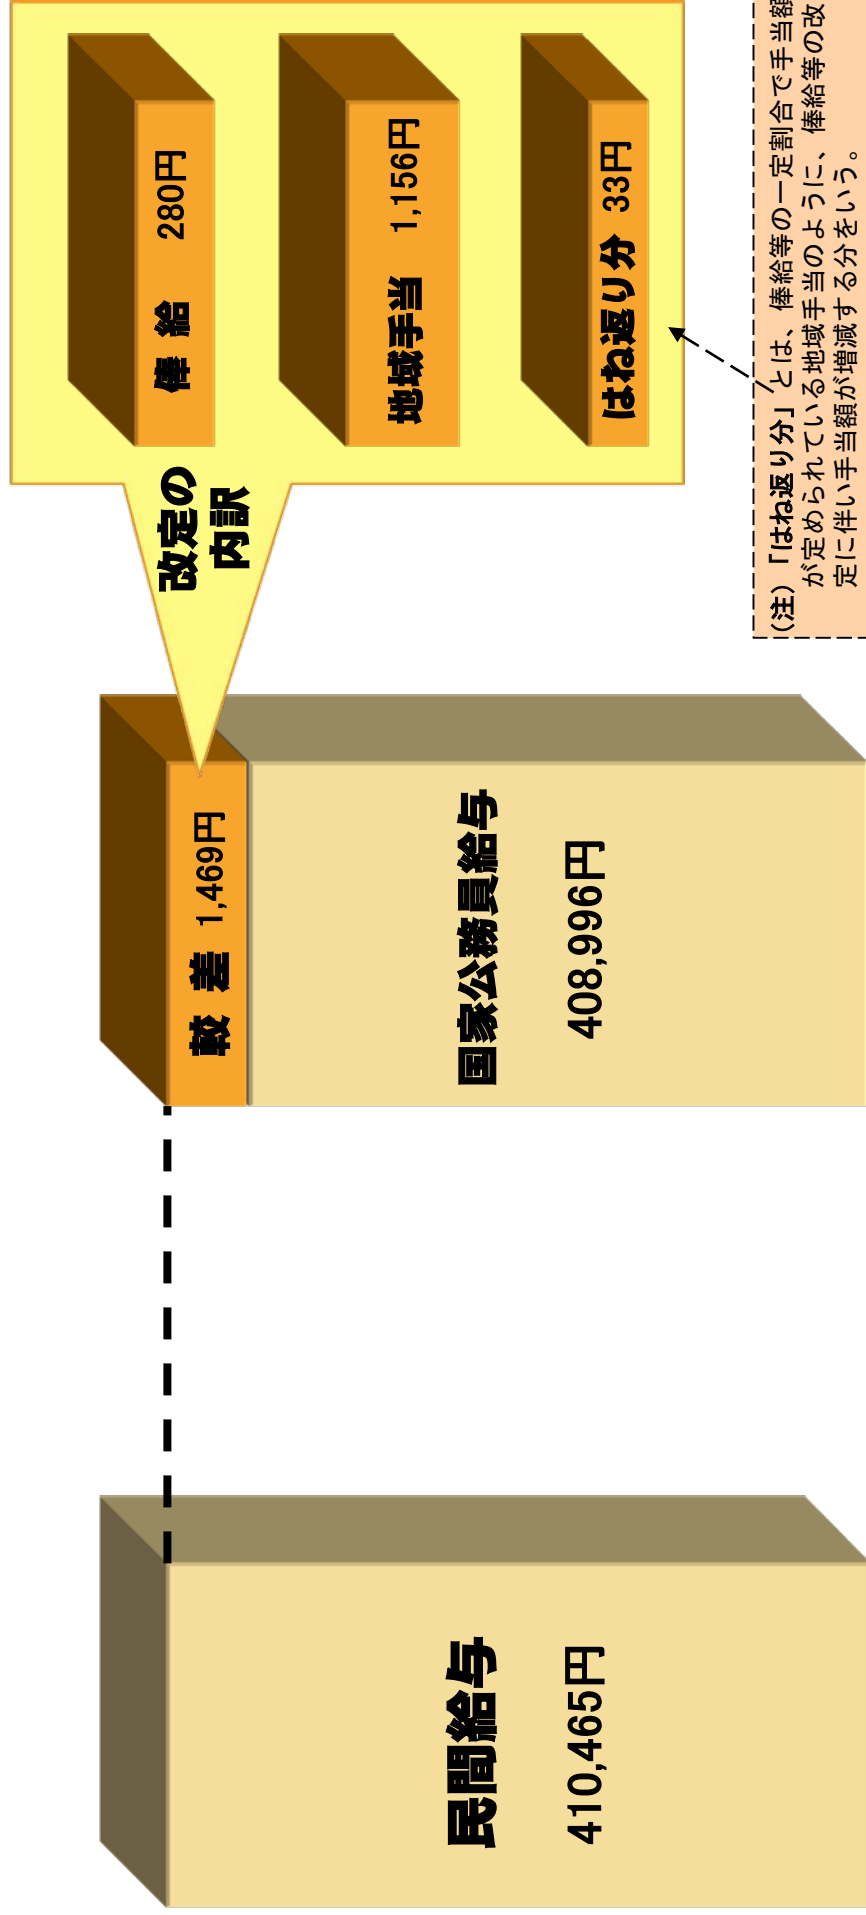 民間給与
410,465円
較 差 1,469円
国家公務員給与
408,996円
改定の
内訳
俸 給 280円
地域手当 1,156円
はね返り分 33円
(注)「はね返り分」とは、俸給等の一定割合で手当額
が定められている地域手当のように、俸給等の改
定に伴い手当額が増減する分をいう。